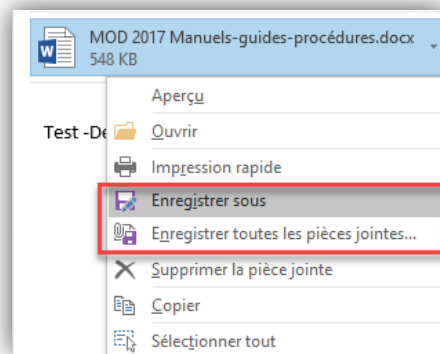 MOD 2017 Manuels-guides-procédures.docx
548 KB
Aperçu
Test -De
Ouvrir
Impression rapide
Enregistrer sous
Enregistrer toutes les pièces jointes...
Supprimer la pièce jointe
Copier
Sélectionner tout